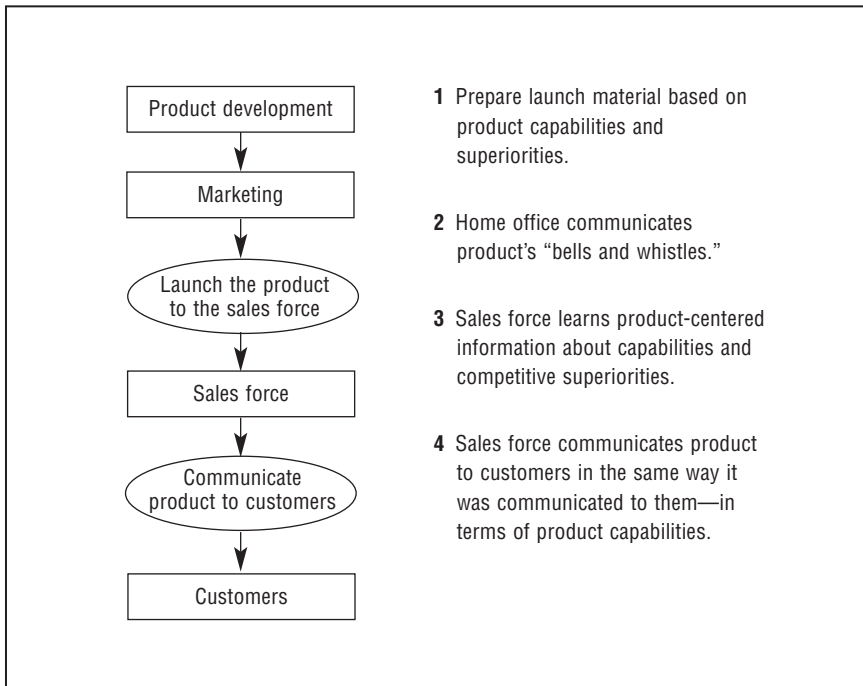 Product development
Marketing
Launch the product
to the sales force
Sales force
Communicate
product to customers
Customers
1 Prepare launch material based on
product capabilities and
superiorities.
2 Home office communicates
product’s “bells and whistles.”
3 Sales force learns product-centered
information about capabilities and
competitive superiorities.
4 Sales force communicates product
to customers in the same way it
was communicated to them—in
terms of product capabilities.